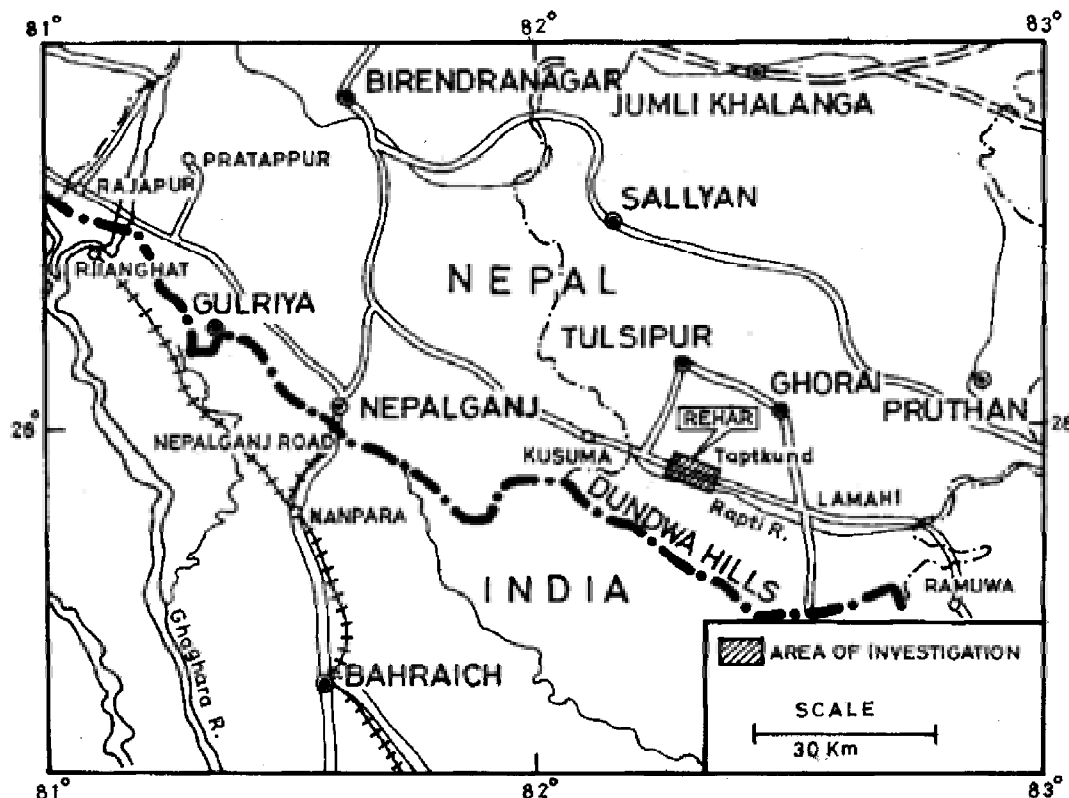 81° 82° 83°
BIRENDRANAGAR
JUMLI KHALANGA
PRATAPPUR
RAJAPUR
SALLYAN
NEPAL
GULRIYA
TULSIPUR
GHORAI
PRUTHAN
NEPALGANJ
REHAR
28° 28°
NEPALGANJ ROAD
KUSUMA
Taptkund
LAMAHI
NANPARA
DUNDWA HILLS
Rapti R.
INDIA
RAMUWA
Ghaghara R.
AREA OF INVESTIGATION
BAHRAICH
SCALE
30 Km
81° 82° 83°